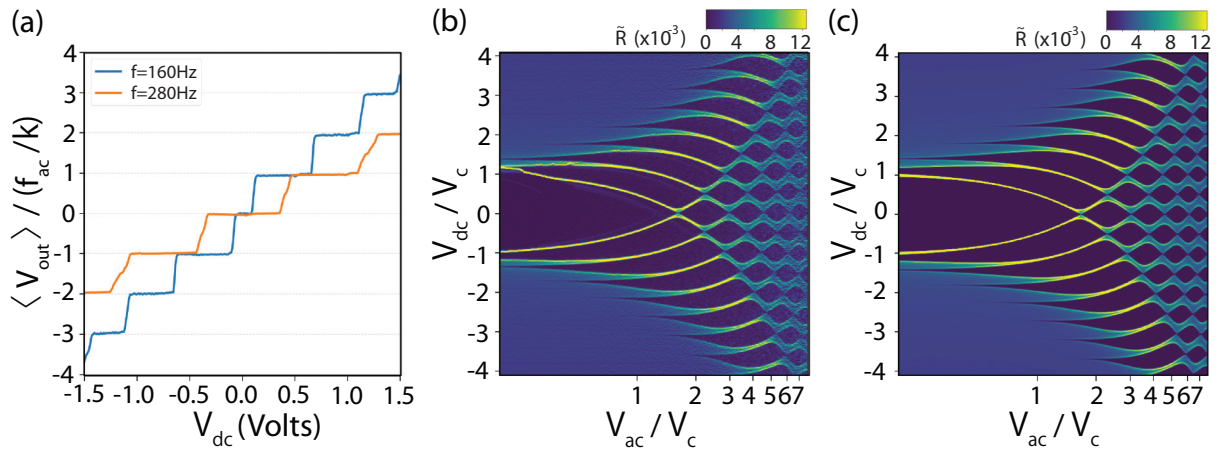 (a)
⟨ V_out ⟩ / (f_ac /k)
4
3
2
1
0
-1
-2
-3
-4
f=160Hz
f=280Hz
-1.5 -1.0 -0.5 0.0 0.5 1.0 1.5
V_dc (Volts)
(b)
R̃ (x10⁻³)
0 4 8 12
V_dc / V_c
4
3
2
1
0
-1
-2
-3
-4
1 2 3 4 5 6 7
V_ac / V_c
(c)
R̃ (x10⁻³)
0 4 8 12
V_dc / V_c
4
3
2
1
0
-1
-2
-3
-4
1 2 3 4 5 6 7
V_ac / V_c